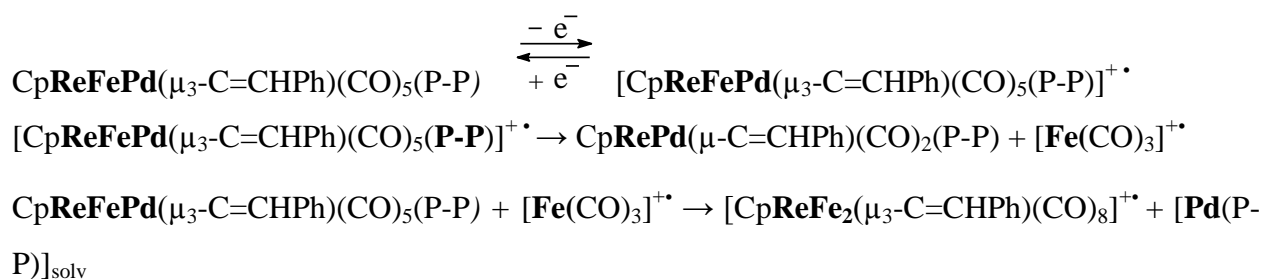 − e⁻
CpReFePd(μ₃-C=CHPh)(CO)₅(P-P) + e⁻ [CpReFePd(μ₃-C=CHPh)(CO)₅(P-P)]⁺•
[CpReFePd(μ₃-C=CHPh)(CO)₅(P-P)]⁺• → CpRePd(μ-C=CHPh)(CO)₂(P-P) + [Fe(CO)₃]⁺•
CpReFePd(μ₃-C=CHPh)(CO)₅(P-P) + [Fe(CO)₃]⁺• → [CpReFe₂(μ₃-C=CHPh)(CO)₈]⁺• + [Pd(P-
P)]solv